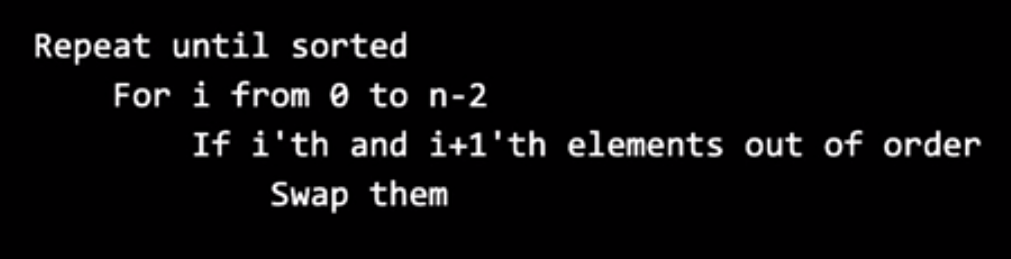 Repeat until sorted
For i from 0 to n-2
If i'th and i+1'th elements out of order
Swap them